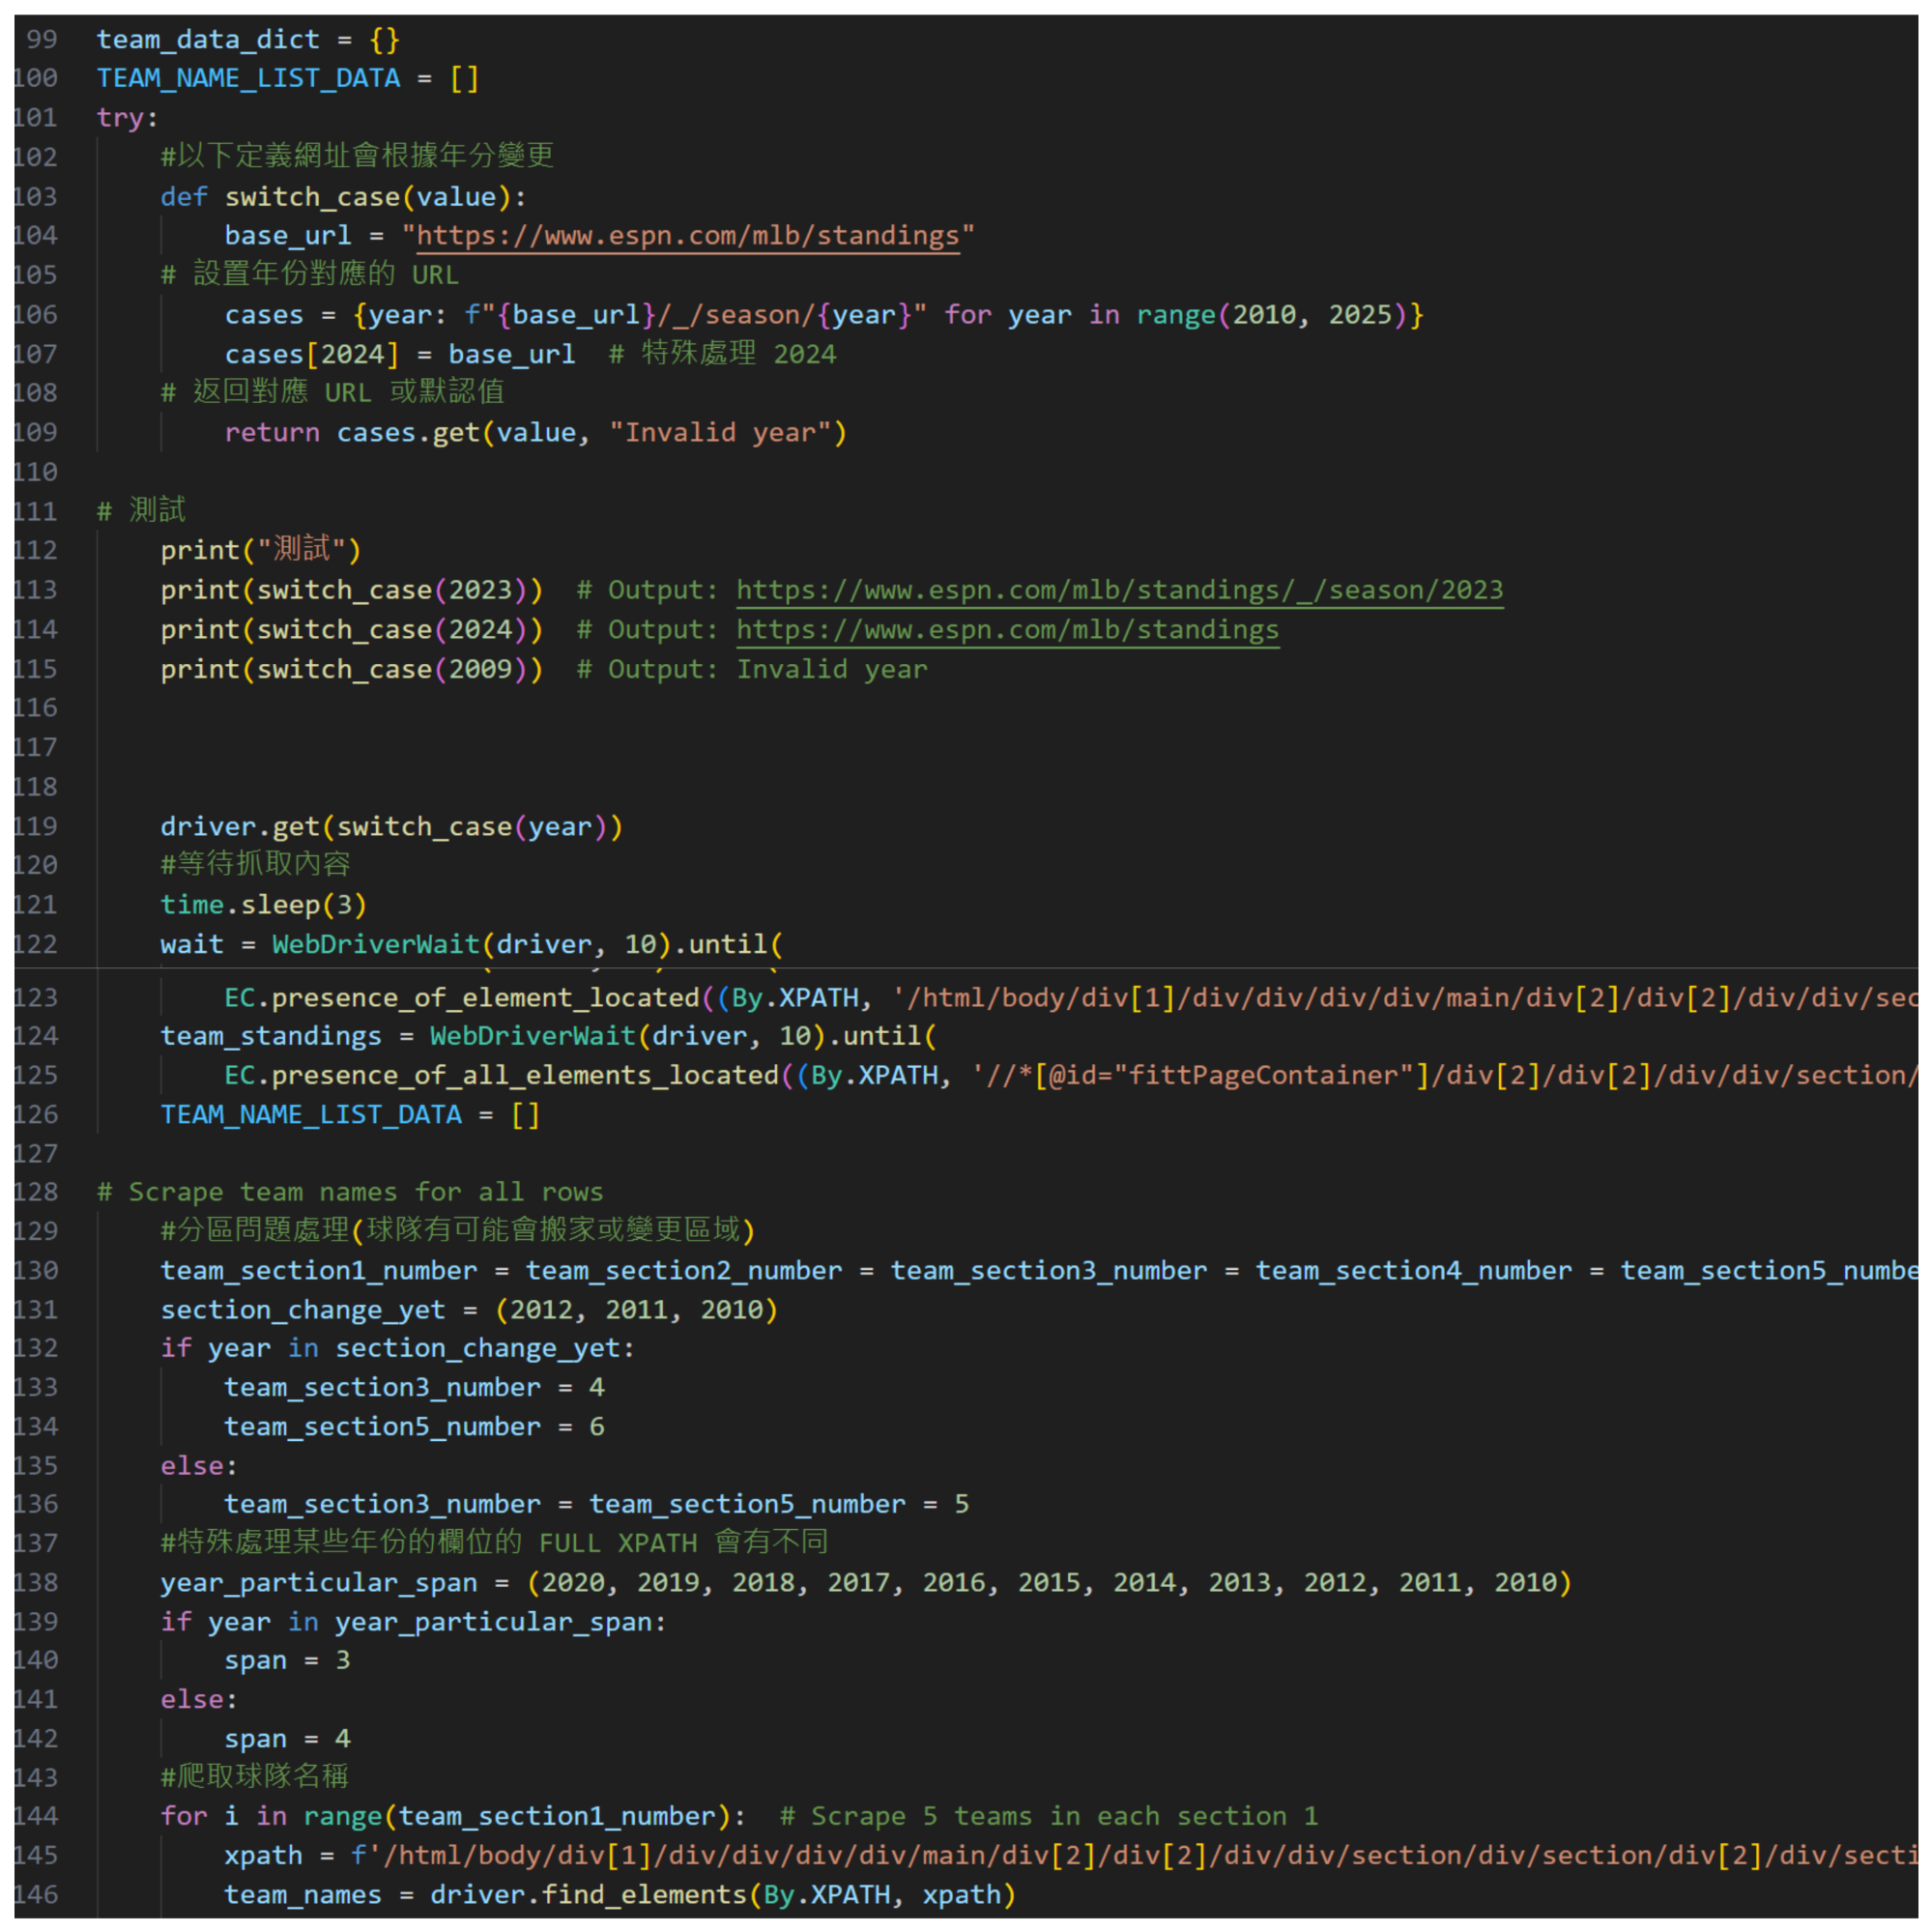 99 team_data_dict = {}
100 TEAM_NAME_LIST_DATA = []
101 try:
102 #以下定義網址會根據年分變更
103 def switch_case(value):
104 base_url = "https://www.espn.com/mlb/standings"
105 # 設置年份對應的 URL
106 cases = {year: f"{base_url}/_/season/{year}" for year in range(2010, 2025)}
107 cases[2024] = base_url  # 特殊處理 2024
108 # 返回對應 URL 或默認值
109 return cases.get(value, "Invalid year")
110
111 # 測試
112 print("測試")
113 print(switch_case(2023))  # Output: https://www.espn.com/mlb/standings/_/season/2023
114 print(switch_case(2024))  # Output: https://www.espn.com/mlb/standings
115 print(switch_case(2009))  # Output: Invalid year
116
117
118
119 driver.get(switch_case(year))
120 #等待抓取內容
121 time.sleep(3)
122 wait = WebDriverWait(driver, 10).until(
123 EC.presence_of_element_located((By.XPATH, '/html/body/div[1]/div/div/div/div/main/div[2]/div[2]/div/div/sec
124 team_standings = WebDriverWait(driver, 10).until(
125 EC.presence_of_all_elements_located((By.XPATH, '//*[@id="fittPageContainer"]/div[2]/div[2]/div/div/section/
126 TEAM_NAME_LIST_DATA = []
127
128 # Scrape team names for all rows
129 #分區問題處理(球隊有可能會搬家或變更區域)
130 team_section1_number = team_section2_number = team_section3_number = team_section4_number = team_section5_numbe
131 section_change_yet = (2012, 2011, 2010)
132 if year in section_change_yet:
133 team_section3_number = 4
134 team_section5_number = 6
135 else:
136 team_section3_number = team_section5_number = 5
137 #特殊處理某些年份的欄位的 FULL XPATH 會有不同
138 year_particular_span = (2020, 2019, 2018, 2017, 2016, 2015, 2014, 2013, 2012, 2011, 2010)
139 if year in year_particular_span:
140 span = 3
141 else:
142 span = 4
143 #爬取球隊名稱
144 for i in range(team_section1_number):  # Scrape 5 teams in each section 1
145 xpath = f'/html/body/div[1]/div/div/div/div/main/div[2]/div[2]/div/div/section/div/section/div[2]/div/secti
146 team_names = driver.find_elements(By.XPATH, xpath)